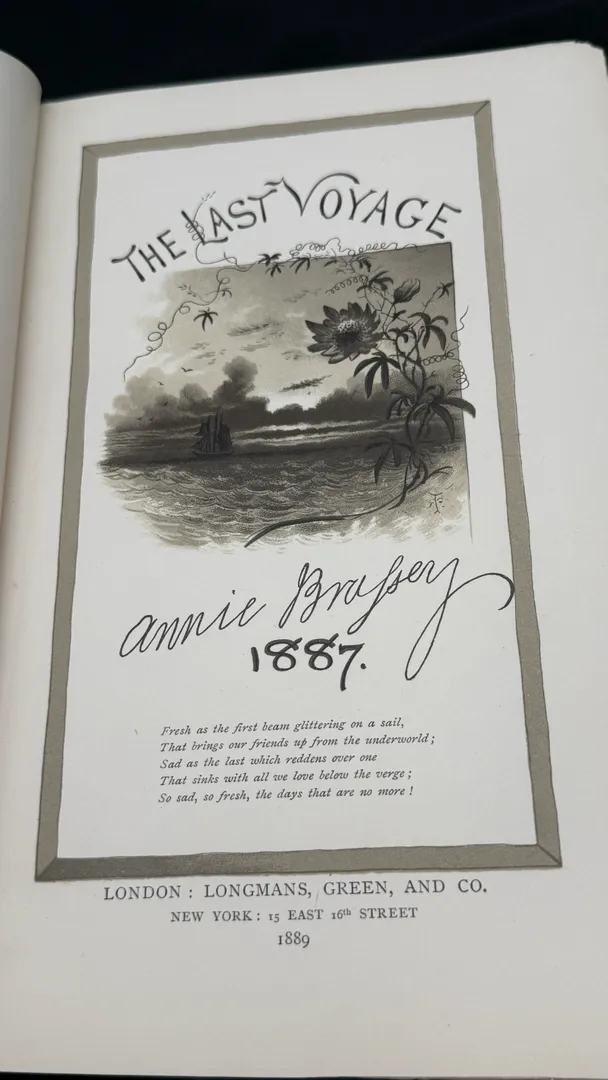 THE LAST VOYAGE
Annie Brassey
1887.
Fresh as the first beam glittering on a sail,
That brings our friends up from the underworld;
Sad as the last which reddens over one
That sinks with all we love below the verge;
So sad, so fresh, the days that are no more!
LONDON: LONGMANS, GREEN, AND CO.
NEW YORK: 15 EAST 16th STREET
1889